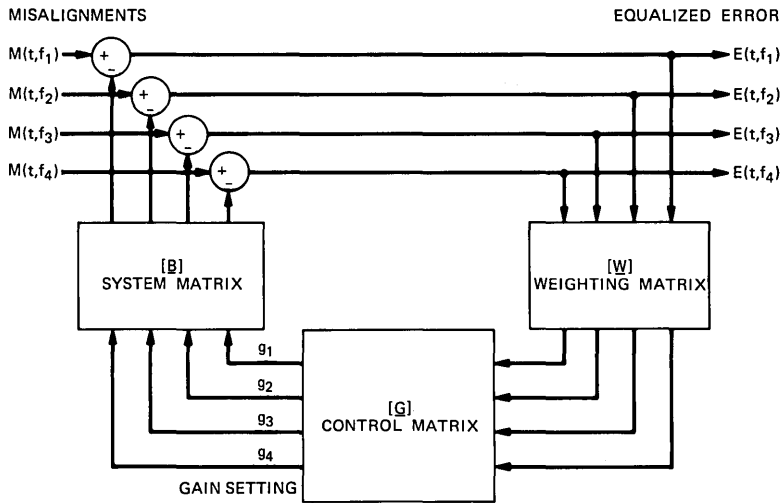 MISALIGNMENTS
EQUALIZED ERROR
M(t,f₁)
+
-
E(t,f₁)
M(t,f₂)
+
-
E(t,f₂)
M(t,f₃)
+
-
E(t,f₃)
M(t,f₄)
+
-
E(t,f₄)
[B]
SYSTEM MATRIX
[W]
WEIGHTING MATRIX
g₁
g₂
g₃
g₄
[G]
CONTROL MATRIX
GAIN SETTING